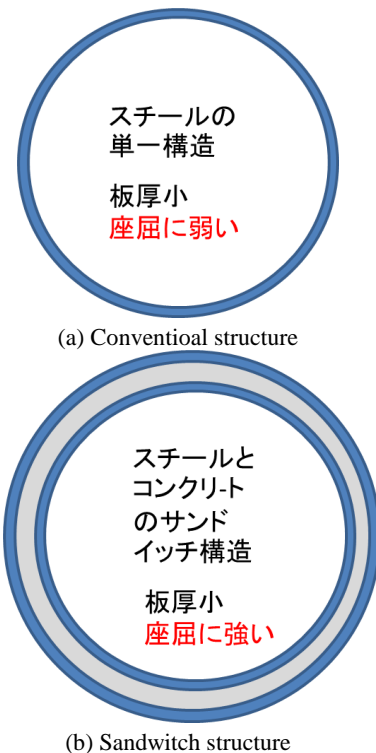 スチールの
単一構造
板厚小
座屈に弱い
(a) Conventioal structure
スチールと
コンクリ-ト
のサンド
イッチ構造
板厚小
座屈に強い
(b) Sandwitch structure